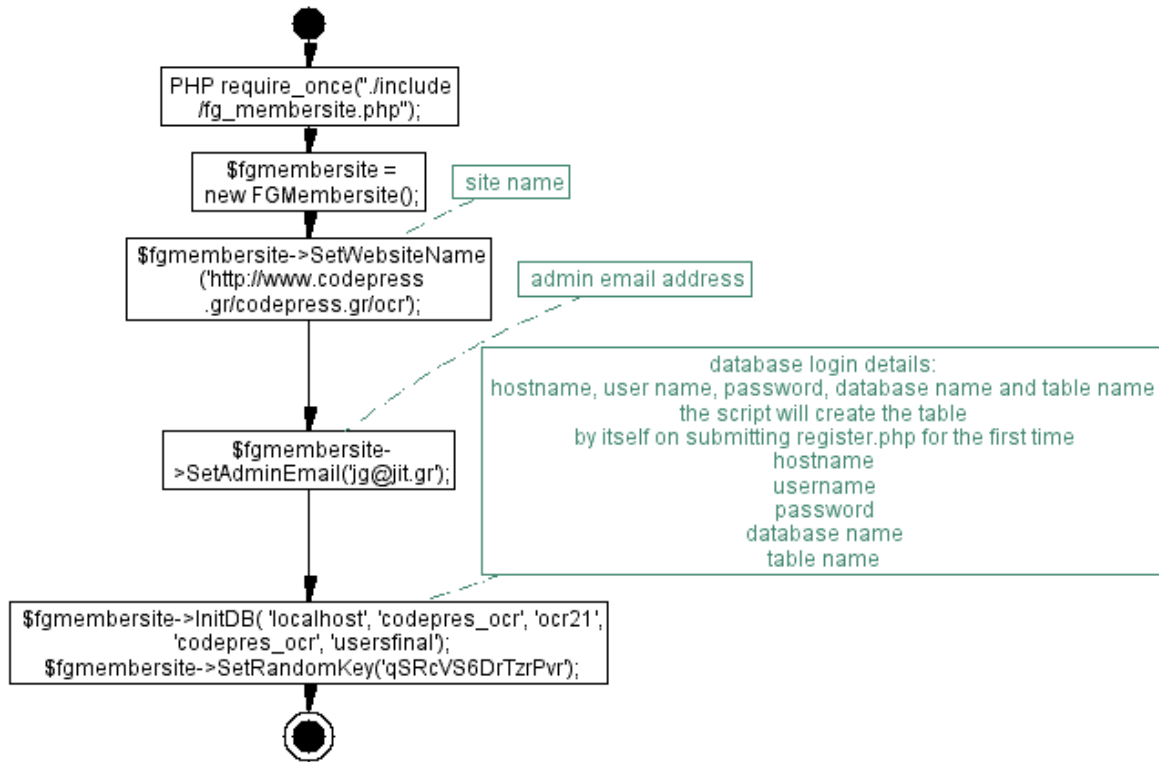 PHP require_once("./include
/fg_membersite.php");
$fgmembersite =
new FGMembersite();
site name
$fgmembersite->SetWebsiteName
('http://www.codepress
.gr/codepress.gr/ocr');
admin email address
$fgmembersite-
>SetAdminEmail('jg@jit.gr');
database login details:
hostname, user name, password, database name and table name
the script will create the table
by itself on submitting register.php for the first time
hostname
username
password
database name
table name
$fgmembersite->InitDB( 'localhost', 'codepres_ocr', 'ocr21',
'codepres_ocr', 'usersfinal');
$fgmembersite->SetRandomKey('qSRcVS6DrTzrPvr');